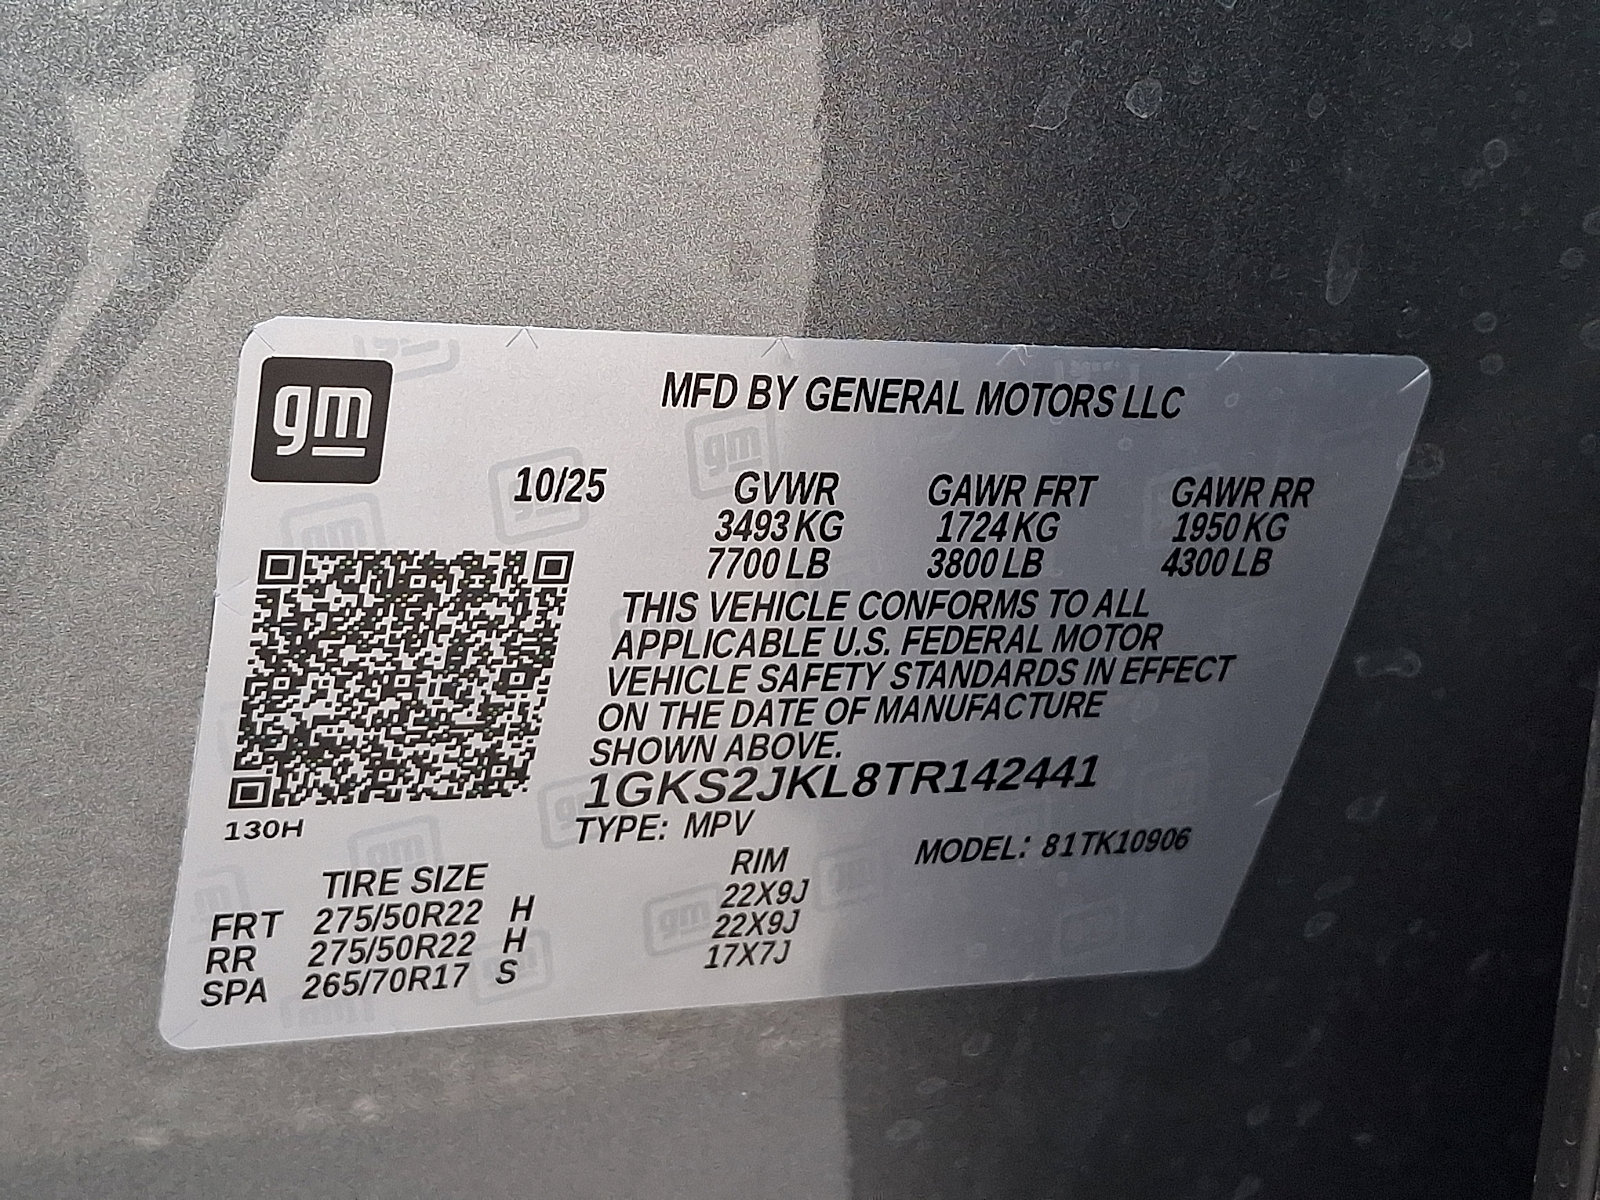 gm
MFD BY GENERAL MOTORS LLC
10/25 GVWR GAWR FRT GAWR RR
3493 KG 1724 KG 1950 KG
7700 LB 3800 LB 4300 LB
THIS VEHICLE CONFORMS TO ALL
APPLICABLE U.S. FEDERAL MOTOR
VEHICLE SAFETY STANDARDS IN EFFECT
ON THE DATE OF MANUFACTURE
SHOWN ABOVE.
1GKS2JKL8TR142441
130H
TYPE: MPV MODEL: 81TK10906
TIRE SIZE RIM
FRT 275/50R22 H 22X9J
RR 275/50R22 H 22X9J
SPA 265/70R17 S 17X7J